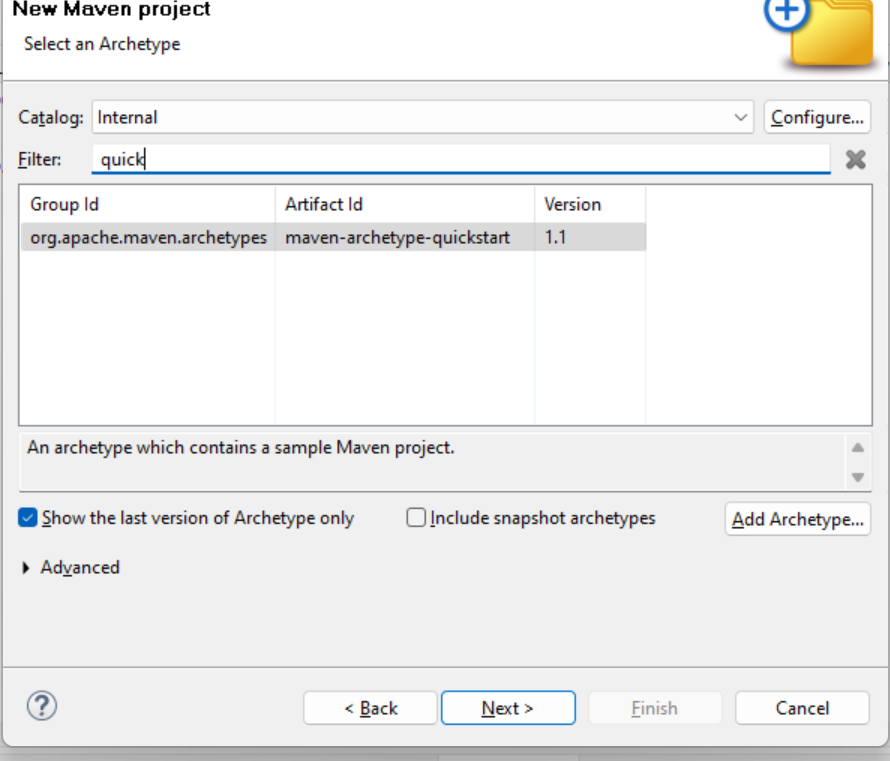 New Maven project
Select an Archetype
Catalog: Internal Configure...
Filter: quick
Group Id Artifact Id Version
org.apache.maven.archetypes maven-archetype-quickstart 1.1
An archetype which contains a sample Maven project.
Show the last version of Archetype only Include snapshot archetypes Add Archetype...
Advanced
? < Back Next > Finish Cancel